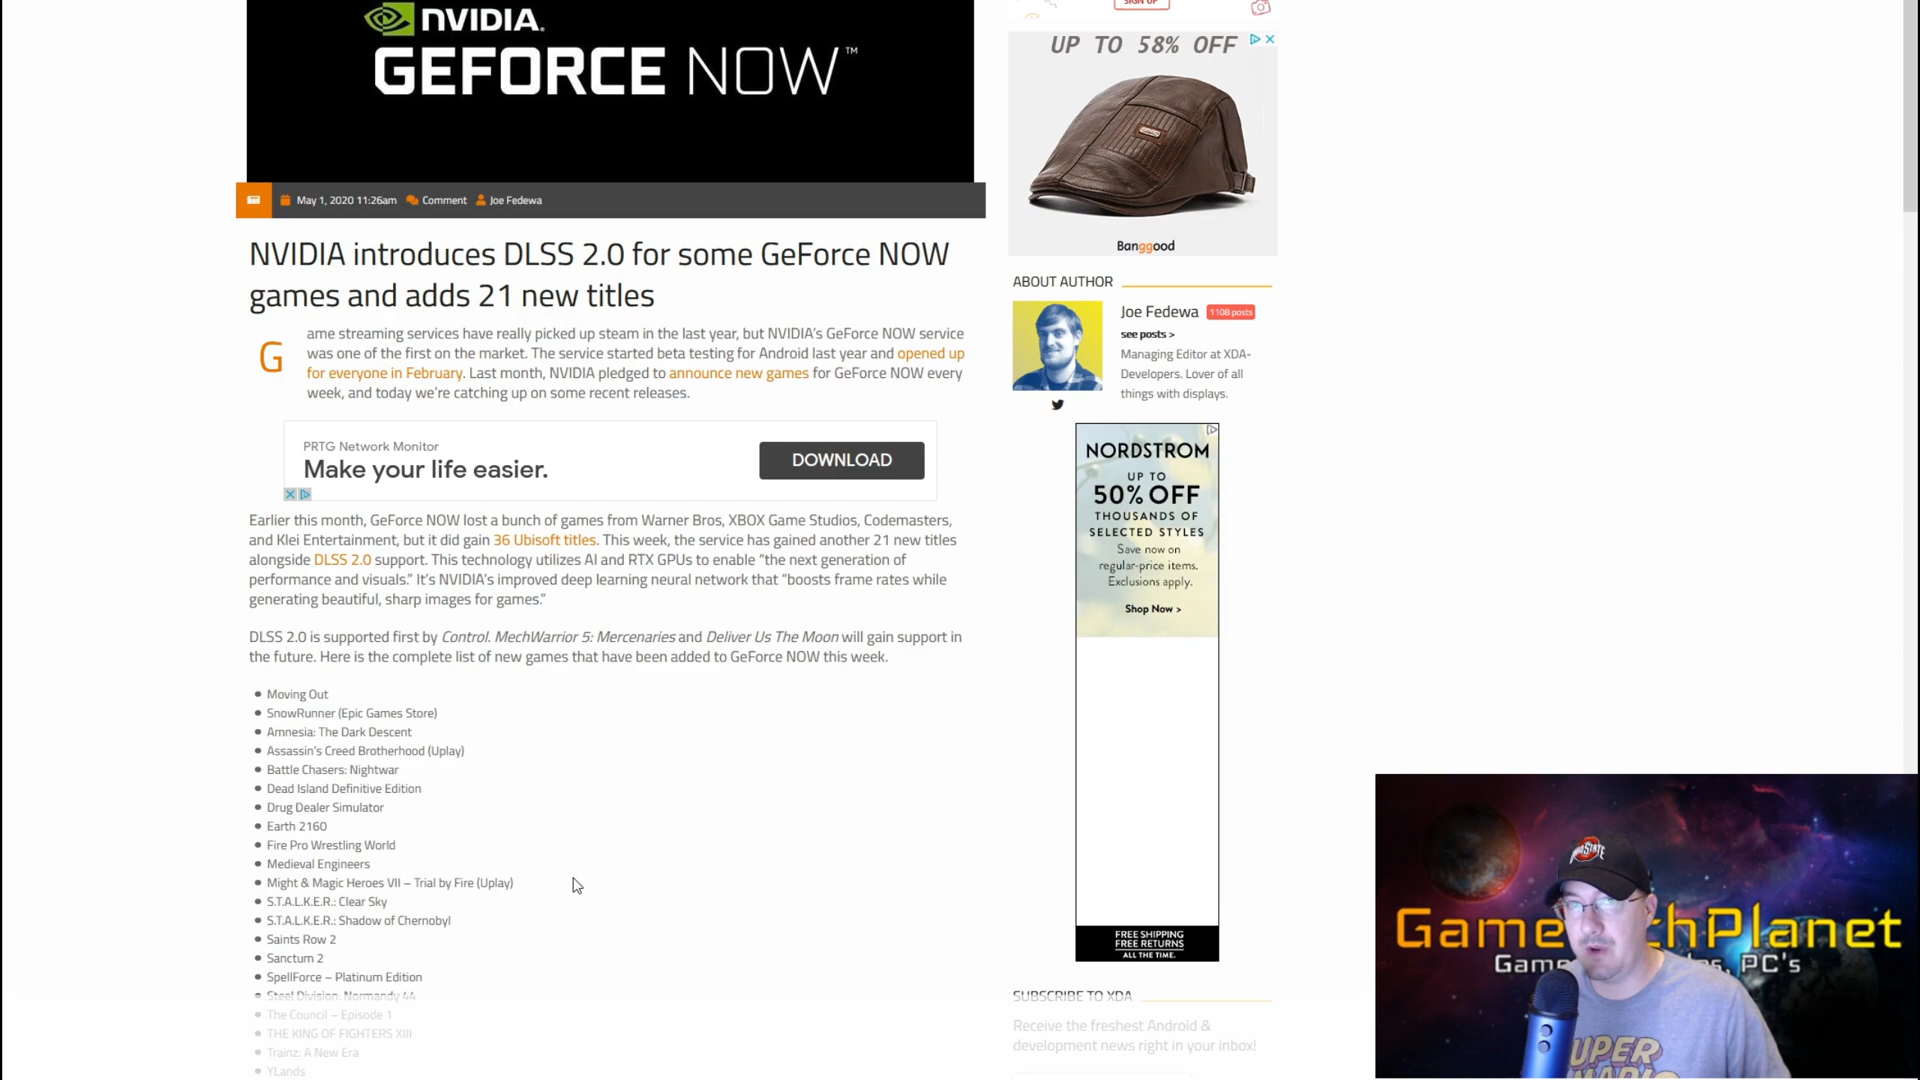 NVIDIA.
GEFORCE NOW™
May 1, 2020 11:26am Comment Joe Fedewa
NVIDIA introduces DLSS 2.0 for some GeForce NOW
games and adds 21 new titles
Game streaming services have really picked up steam in the last year, but NVIDIA's GeForce NOW service
was one of the first on the market. The service started beta testing for Android last year and opened up
for everyone in February. Last month, NVIDIA pledged to announce new games for GeForce NOW every
week, and today we're catching up on some recent releases.
PRTG Network Monitor
Make your life easier.
DOWNLOAD
Earlier this month, GeForce NOW lost a bunch of games from Warner Bros, XBOX Game Studios, Codemasters,
and Klei Entertainment, but it did gain 36 Ubisoft titles. This week, the service has gained another 21 new titles
alongside DLSS 2.0 support. This technology utilizes AI and RTX GPUs to enable “the next generation of
performance and visuals.” It's NVIDIA's improved deep learning neural network that “boosts frame rates while
generating beautiful, sharp images for games.”
DLSS 2.0 is supported first by Control. MechWarrior 5: Mercenaries and Deliver Us The Moon will gain support in
the future. Here is the complete list of new games that have been added to GeForce NOW this week.
Moving Out
SnowRunner (Epic Games Store)
Amnesia: The Dark Descent
Assassin's Creed Brotherhood (Uplay)
Battle Chasers: Nightwar
Dead Island Definitive Edition
Drug Dealer Simulator
Earth 2160
Fire Pro Wrestling World
Medieval Engineers
Might & Magic Heroes VII – Trial by Fire (Uplay)
S.T.A.L.K.E.R.: Clear Sky
S.T.A.L.K.E.R.: Shadow of Chernobyl
Saints Row 2
Sanctum 2
SpellForce – Platinum Edition
Steel Division: Normandy 44
The Council – Episode 1
THE KING OF FIGHTERS XIII
Trainz: A New Era
YLands
SIGN UP
UP TO 58% OFF
Banggood
ABOUT AUTHOR
Joe Fedewa 1108 posts
see posts >
Managing Editor at XDA-
Developers. Lover of all
things with displays.
NORDSTROM
UP TO
50% OFF
THOUSANDS OF
SELECTED STYLES
Save now on
regular-price items.
Exclusions apply.
Shop Now >
FREE SHIPPING
FREE RETURNS
ALL THE TIME.
SUBSCRIBE TO XDA
Receive the freshest Android &
development news right in your inbox!
OHIO STATE
Game chPlanet
PC's
SUPER